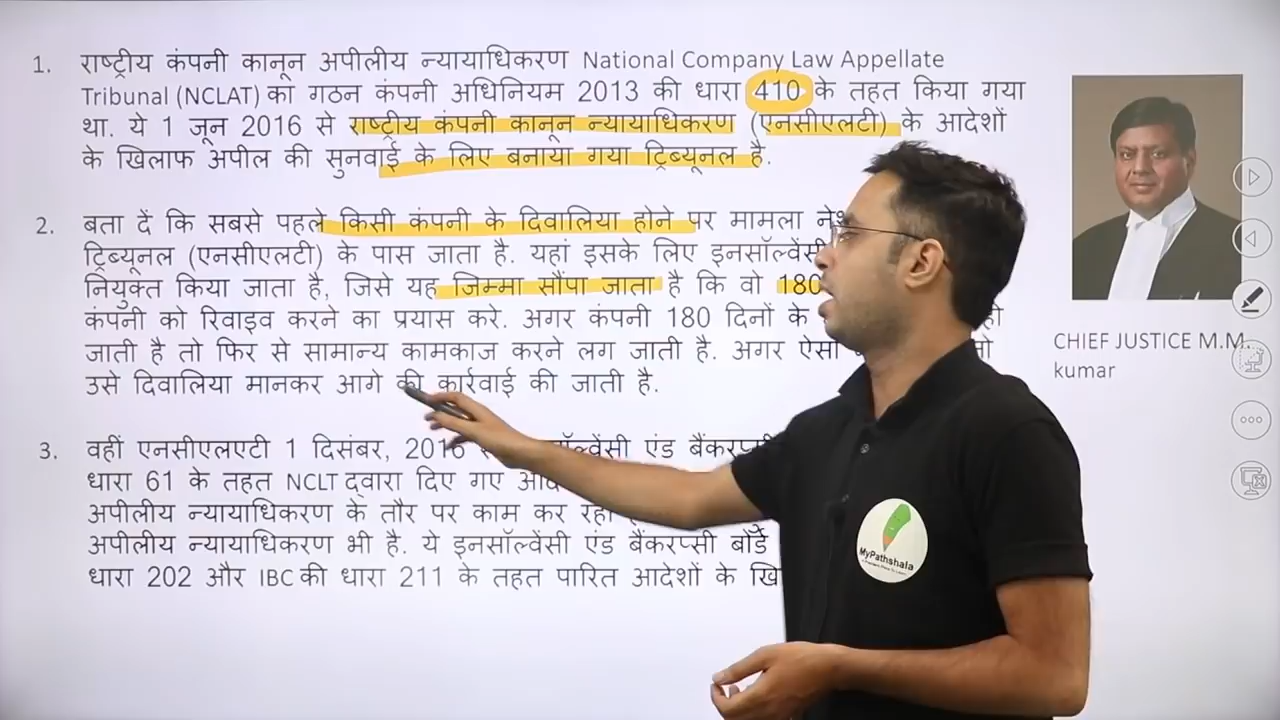 1. राष्ट्रीय कंपनी कानून अपीलीय न्यायाधिकरण National Company Law Appellate
Tribunal (NCLAT) का गठन कंपनी अधिनियम 2013 की धारा 410 के तहत किया गया
था. ये 1 जून 2016 से राष्ट्रीय कंपनी कानून न्यायाधिकरण (एनसीएलटी) के आदेशों
के खिलाफ अपील की सुनवाई के लिए बनाया गया ट्रिब्यूनल है.
2. बता दें कि सबसे पहले किसी कंपनी के दिवालिया होने पर मामला
ट्रिब्यूनल (एनसीएलटी) के पास जाता है. यहां इसके लिए
नियुक्त किया जाता है, जिसे यह जिम्मा सौंपा जाता है कि वो 180
कंपनी को रिवाइव करने का प्रयास करे. अगर कंपनी 180 दिनों के
जाती है तो फिर से सामान्य कामकाज करने लग जाती है. अगर
उसे दिवालिया मानकर आगे की कार्रवाई की जाती है.
3. वहीं एनसीएलएटी 1 दिसंबर, 2016 एंड
धारा 61 के तहत NCLT द्वारा दिए गए
अपीलीय न्यायाधिकरण के तौर पर काम कर
अपीलीय न्यायाधिकरण भी है. ये इनसॉल्वेंसी एंड बैंकरप्सी बोर्ड
धारा 202 और IBC की धारा 211 के तहत पारित आदेशों के
CHIEF JUSTICE M.M.
kumar
MyPathshala